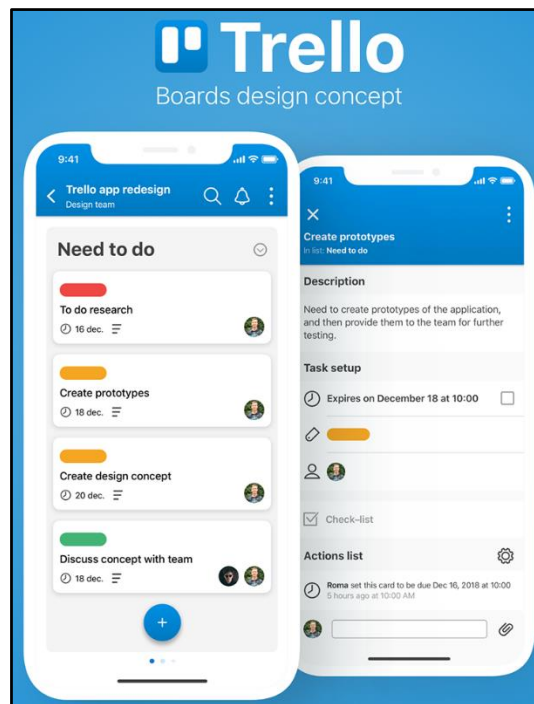 Trello
Boards design concept
9:41
Trello app redesign
Design team
Need to do
To do research
16 dec.
Create prototypes
18 dec.
Create design concept
20 dec.
Discuss concept with team
18 dec.
+
9:41
Create prototypes
In list: Need to do
Description
Need to create prototypes of the application,
and then provide them to the team for further
testing.
Task setup
Expires on December 18 at 10:00
Check-list
Actions list
Roma set this card to be due Dec 16, 2018 at 10:00
5 hours ago at 10:00 AM